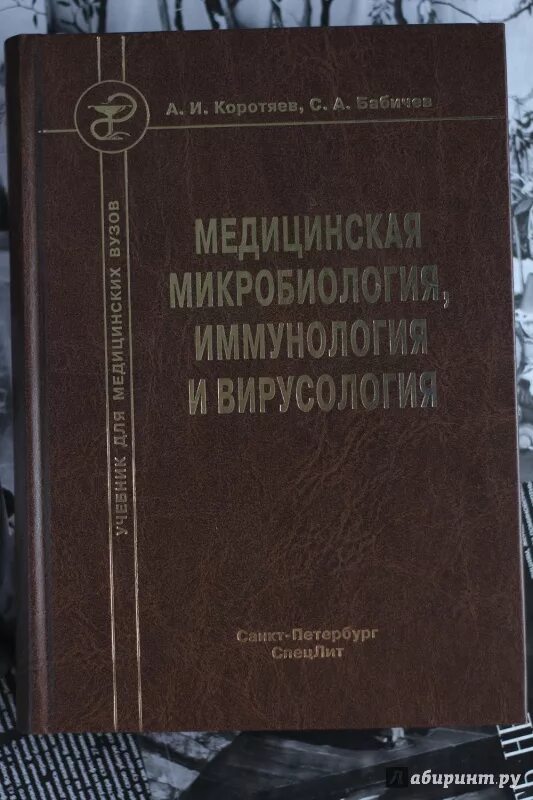 А. И. Коротяев, С. А. Бабичев
УЧЕБНИК ДЛЯ МЕДИЦИНСКИХ ВУЗОВ
МЕДИЦИНСКАЯ
МИКРОБИОЛОГИЯ,
ИММУНОЛОГИЯ
И ВИРУСОЛОГИЯ
Санкт-Петербург
СпецЛит
Лабиринт.ру